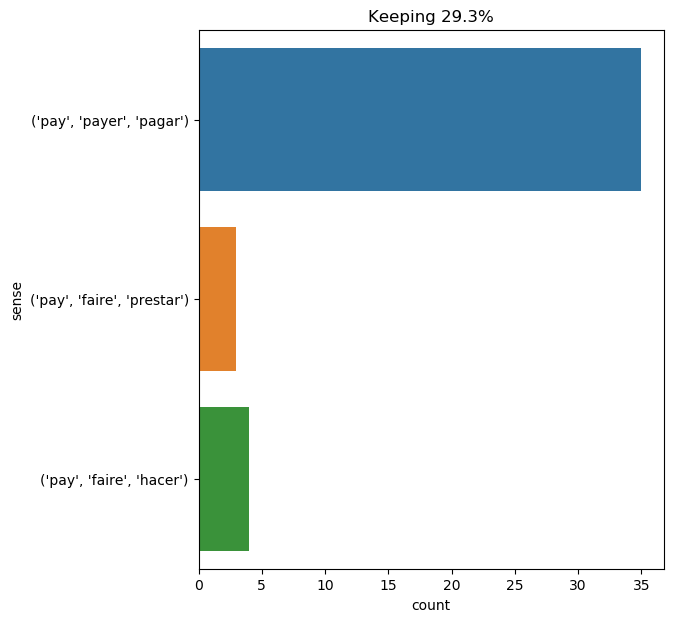 Keeping 29.3%
('pay', 'payer', 'pagar')
('pay', 'faire', 'prestar')
('pay', 'faire', 'hacer')
sense
0 5 10 15 20 25 30 35
count